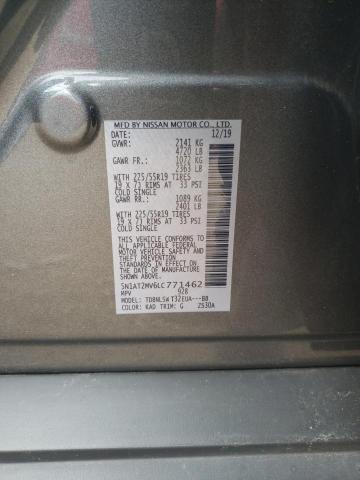 MFD BY NISSAN MOTOR CO., LTD.
DATE: 12/19
GVWR: 2141 KG
4720 LB
GAWR FR.: 1072 KG
2363 LB
WITH 225/55R19 TIRES
19 X 7J RIMS AT 33 PSI
COLD SINGLE
GAWR RR.: 1089 KG
2401 LB
WITH 225/55R19 TIRES
19 X 7J RIMS AT 33 PSI
COLD SINGLE
THIS VEHICLE CONFORMS TO
ALL APPLICABLE FEDERAL
MOTOR VEHICLE SAFETY
STANDARDS IN EFFECT ON
THE DATE OF MANUFACTURE
SHOWN ABOVE.
5N1AT2MV6LC771462
MPV 928
MODEL: TDBNLSW T32EUA---B0
COLOR: KAD TRIM: G 2530A